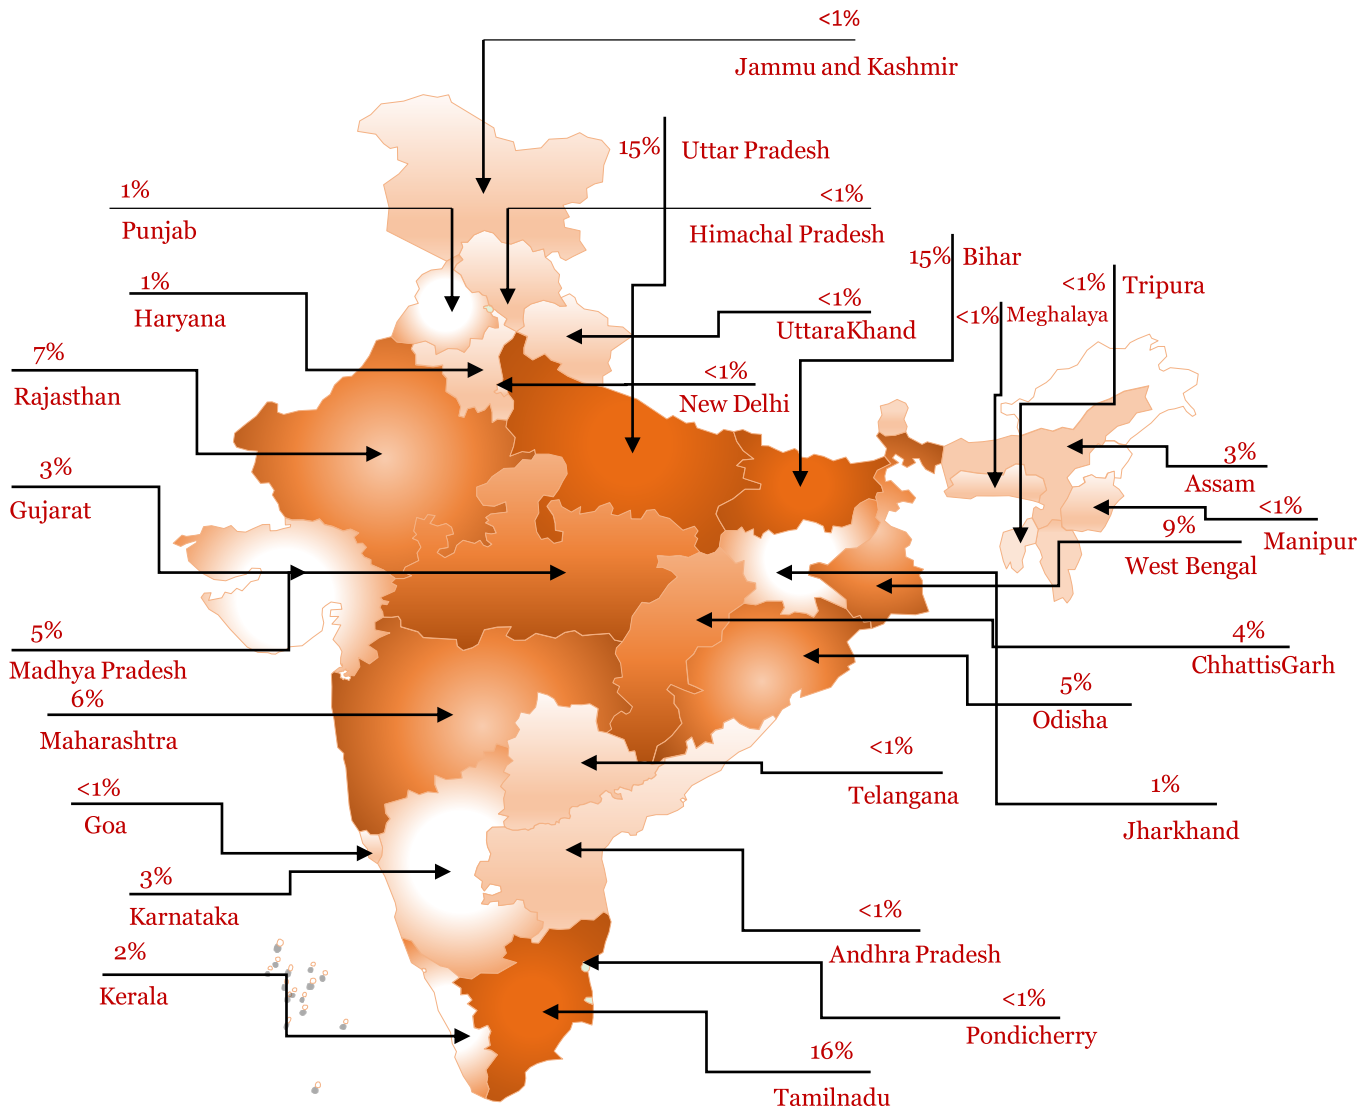 <1%
Jammu and Kashmir
15%
Uttar Pradesh
1%
Punjab
<1%
Himachal Pradesh
15%
Bihar
<1%
Tripura
1%
Haryana
<1%
UttaraKhand
<1%
Meghalaya
7%
Rajasthan
<1%
New Delhi
3%
Assam
3%
Gujarat
<1%
Manipur
9%
West Bengal
5%
Madhya Pradesh
4%
ChhattisGarh
6%
Maharashtra
5%
Odisha
<1%
Telangana
1%
Jharkhand
<1%
Goa
3%
Karnataka
<1%
Andhra Pradesh
2%
Kerala
<1%
Pondicherry
16%
Tamilnadu